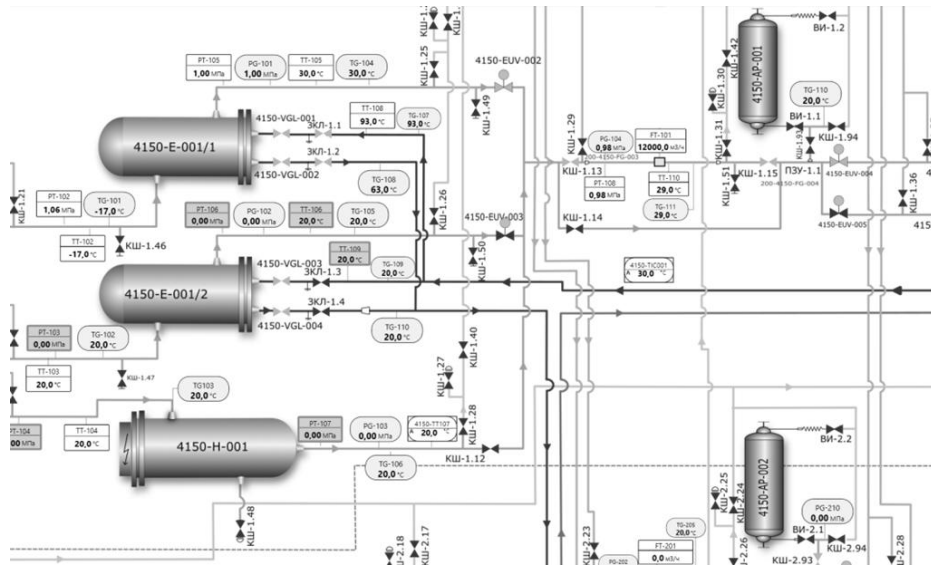 КШ-1.25
PT-105
1,00 МПа
PG-101
1,00 МПа
TT-105
30,0 °C
TG-104
30,0 °C
4150-EUV-002
КШ-1.49
4150-VGL-001
ЗКЛ-1.1
TT-108
93,0 °C
TG-107
93,0 °C
4150-E-001/1
ЗКЛ-1.2
4150-VGL-002
TG-108
63,0 °C
КШ-1.21
PT-102
1,06 МПа
TG-101
-17,0 °C
TT-102
-17,0 °C
КШ-1.46
PT-106
0,00 МПа
PG-102
0,00 МПа
TT-106
20,0 °C
TG-105
20,0 °C
КШ-1.26
4150-EUV-003
КШ-1.50
TT-109
20,0 °C
TG-109
20,0 °C
4150-VGL-003
ЗКЛ-1.3
4150-E-001/2
ЗКЛ-1.4
4150-VGL-004
TG-110
20,0 °C
PT-103
0,00 МПа
TG-102
20,0 °C
TT-103
20,0 °C
КШ-1.47
TG103
20,0 °C
PT-104
TT-104
20,0 °C
4150-H-001
PT-107
0,00 МПа
PG-103
0,00 МПа
4150-TT107
A 20,0 °C
TG-106
20,0 °C
КШ-1.12
КШ-1.27
КШ-1.28
КШ-1.40
КШ-1.48
КШ-2.18
КШ-2.17
КШ-1.29
PG-104
0,98 МПа
FT-101
12000,0 м3/ч
200-4150-FG-003
КШ-1.13
PT-108
0,98 МПа
TT-110
29,0 °C
TG-111
29,0 °C
КШ-1.14
4150-TIC001
A 30,0 °C
КШ-1.42
КШ-1.30
КШ-1.31
КШ-1.51
КШ-1.15
4150-AP-001
ВИ-1.2
TG-110
20,0 °C
ВИ-1.1
КШ-1.94
КШ-1.93
ПЗУ-1.1
200-4150-FG-004
4150-EUV-004
4150-EUV-005
КШ-1.36
4150-AP-002
ВИ-2.2
КШ-2.25
КШ-2.24
КШ-2.26
PG-210
0,00 МПа
ВИ-2.1
КШ-2.94
КШ-2.93
КШ-2.28
КШ-2.23
TG-205
20,0 °C
FT-201
0,0 м3/ч
PG-202